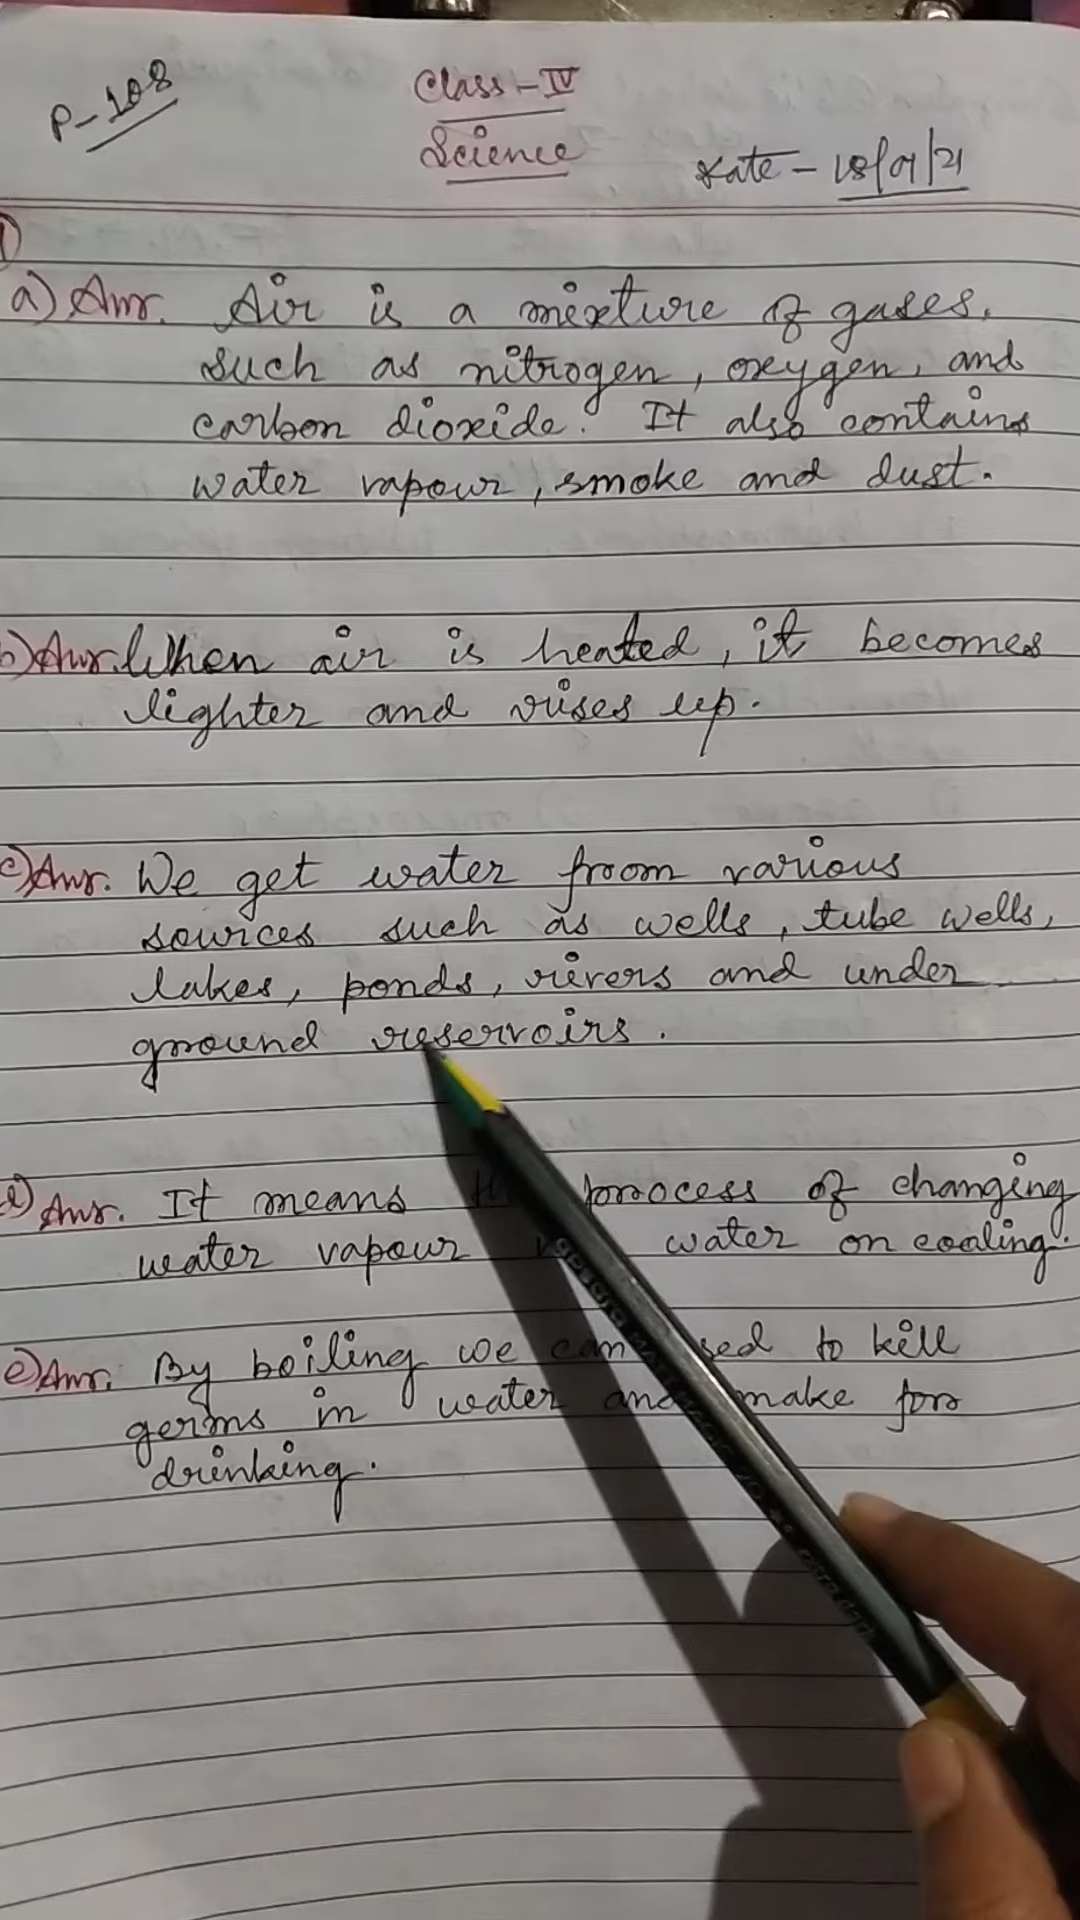 P-108
Class-IV
Science
Date - 18/01/21
1)
a) Ans. Air is a mixture of gases,
such as nitrogen, oxygen, and
carbon dioxide. It also contains
water vapour, smoke and dust.
b) Ans. When air is heated, it becomes
lighter and rises up.
c) Ans. We get water from various
sources such as wells, tube wells,
lakes, ponds, rivers and under
ground reservoirs.
d) Ans. It means process of changing
water vapour water on cooling.
e) Ans. By boiling we can to kill
germs in water and make for
drinking.